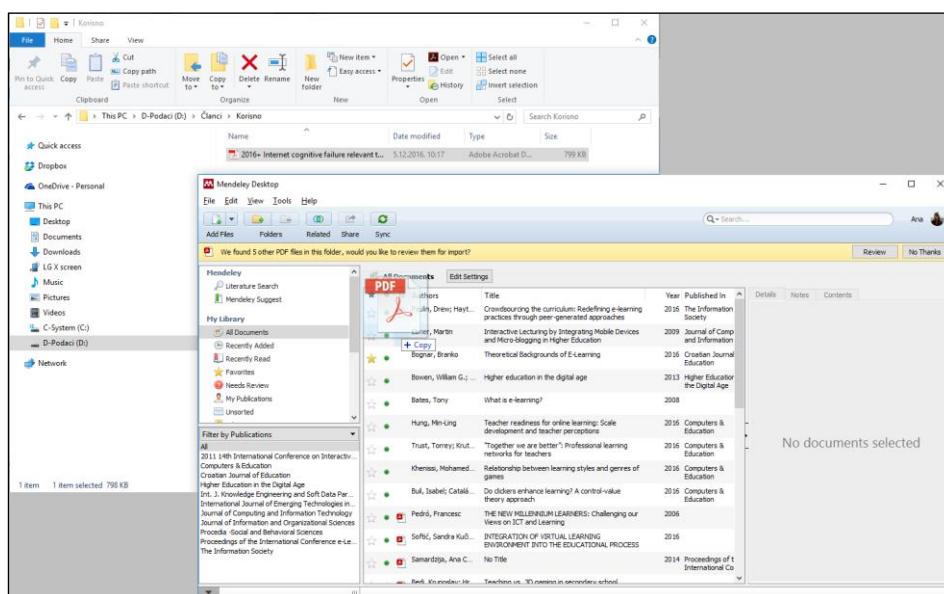 Korisno
File Home Share View
Pin to Quick access
Copy
Paste
Cut
Copy path
Paste shortcut
Clipboard
Move to
Copy to
Delete
Rename
Organize
New folder
New item
Easy access
New
Properties
Open
Edit
History
Open
Select all
Select none
Invert selection
Select
This PC > D-Podaci (D:) > Članci > Korisno
Search Korisno
Name Date modified Type Size
2016+ Internet cognitive failure relevant t... 5.12.2016. 10:17 Adobe Acrobat D... 799 KB
Quick access
Dropbox
OneDrive - Personal
This PC
Desktop
Documents
Downloads
LG X screen
Music
Pictures
Videos
C-System (C:)
D-Podaci (D:)
Network
1 item 1 item selected 798 KB
Mendeley Desktop
File Edit View Tools Help
Add Files Folders Related Share Sync
Search...
Ana
We found 5 other PDF files in this folder, would you like to review them for import?
Review No Thanks
Mendeley
Literature Search
Mendeley Suggest
My Library
All Documents
Recently Added
Recently Read
Favorites
Needs Review
My Publications
Unsorted
Filter by Publications
All
2011 14th International Conference on Interactiv...
Computers & Education
Croatian Journal of Education
Higher Education in the Digital Age
Int. J. Knowledge Engineering and Soft Data Par...
International Journal of Emerging Technologies in...
Journal of Computing and Information Technology
Journal of Information and Organizational Sciences
Procedia -Social and Behavioral Sciences
Proceedings of the International Conference e-Le...
The Information Society
Edit Settings
PDF
+ Copy
Authors Title Year Published In
Drew; Hayt... Crowdsourcing the curriculum: Redefining e-learning 2016 The Information
practices through peer-generated approaches Society
Martin Interactive Lecturing by Integrating Mobile Devices 2009 Journal of Comp
and Micro-blogging in Higher Education and Information
Bognar, Branko Theoretical Backgrounds of E-Learning 2016 Croatian Journal
Education
Bowen, William G.; ... Higher education in the digital age 2013 Higher Education
the Digital Age
Bates, Tony What is e-learning? 2008
Hung, Min-Ling Teacher readiness for online learning: Scale 2016 Computers &
development and teacher perceptions Education
Trust, Torrey; Krut... "Together we are better": Professional learning 2016 Computers &
networks for teachers Education
Khenissi, Mohamed... Relationship between learning styles and genres of 2016 Computers &
games Education
Buil, Isabel; Catalá... Do clickers enhance learning? A control-value 2016 Computers &
theory approach Education
Pedró, Francesc THE NEW MILLENNIUM LEARNERS: Challenging our 2006
Views on ICT and Learning
Softić, Sandra Kuč... INTEGRATION OF VIRTUAL LEARNING 2016
ENVIRONMENT INTO THE EDUCATIONAL PROCESS
Samardzija, Ana C... No Title 2014 Proceedings of t
International Co
Teaching vs. 3D gaming in secondary school
Details Notes Contents
No documents selected